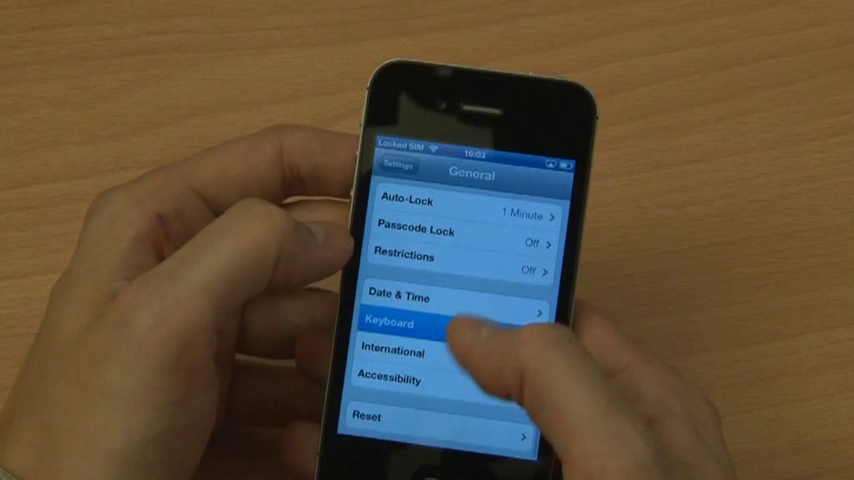 Locked SIM 16:03
Settings General
Auto-Lock 1 Minute
Passcode Lock Off
Restrictions Off
Date & Time
Keyboard
International
Accessibility
Reset